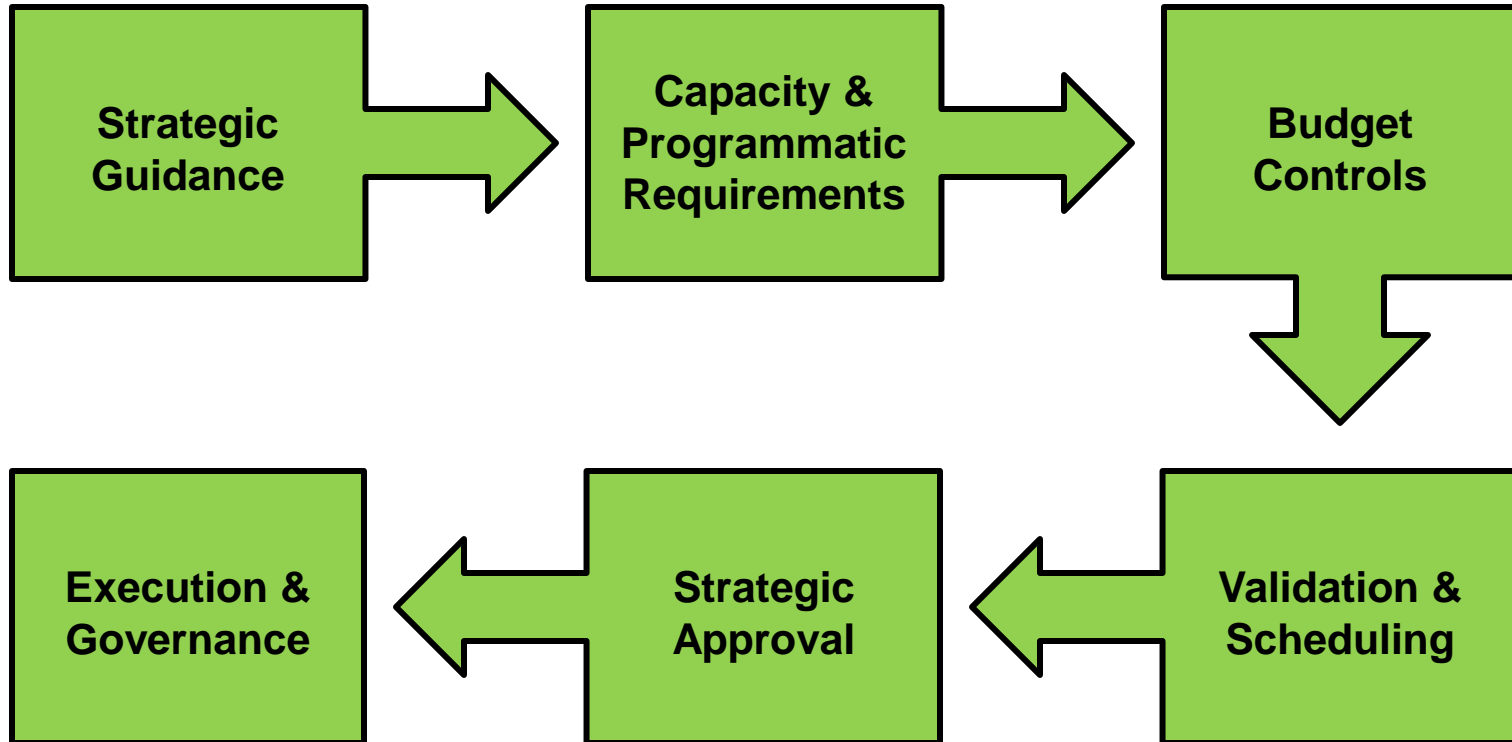 Strategic
Guidance
Capacity &
Programmatic
Requirements
Budget
Controls
Validation &
Scheduling
Strategic
Approval
Execution &
Governance